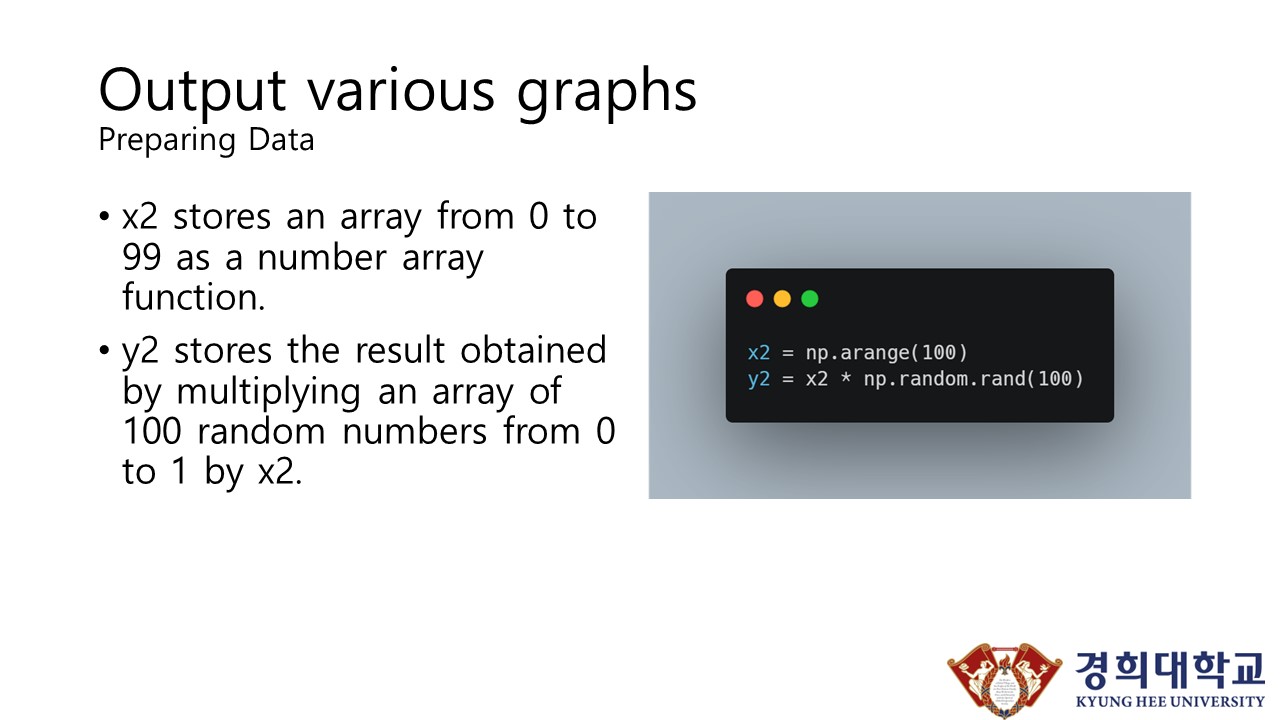 Output various graphs
Preparing Data
• x2 stores an array from 0 to
99 as a number array
function.
• y2 stores the result obtained
by multiplying an array of
100 random numbers from 0
to 1 by x2.
x2 = np.arange(100)
y2 = x2 * np.random.rand(100)
경희대학교
KYUNG HEE UNIVERSITY